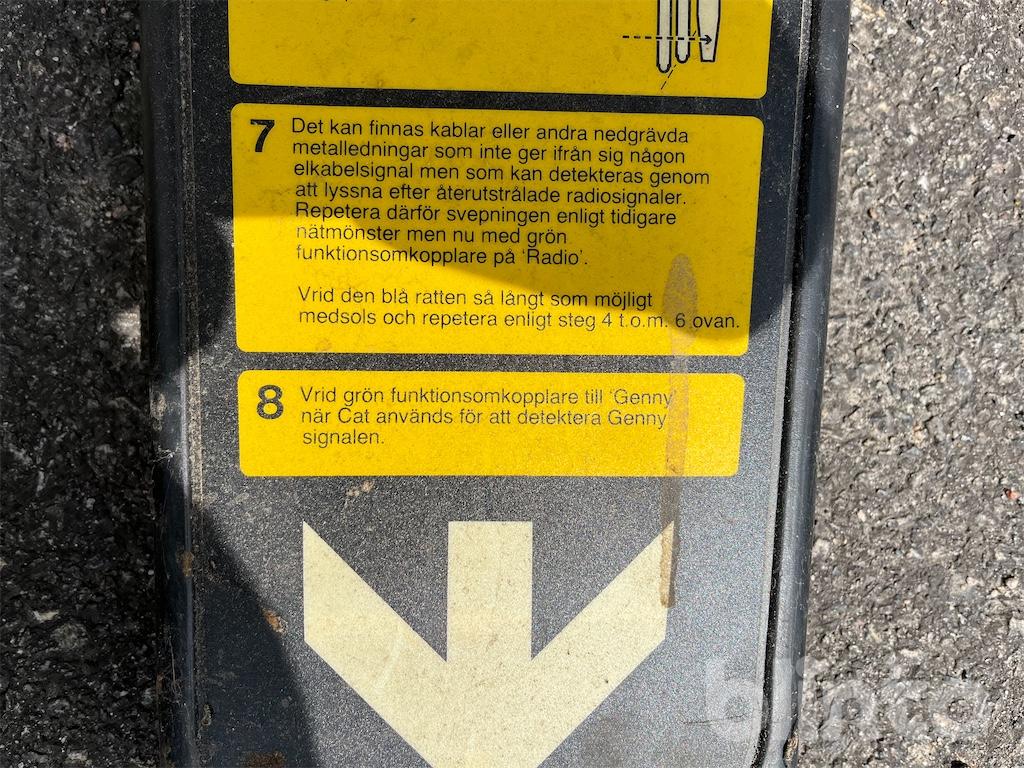 7 Det kan finnas kablar eller andra nedgrävda
metalledningar som inte ger ifrån sig någon
elkabelsignal men som kan detekteras genom
att lyssna efter återutstrålade radiosignaler.
Repetera därför svepningen enligt tidigare
nätmönster men nu med grön
funktionsomkopplare på 'Radio'.
Vrid den blå ratten så långt som möjligt
medsols och repetera enligt steg 4 t.o.m. 6 ovan.
8 Vrid grön funktionsomkopplare till 'Genny'
när Cat används för att detektera Genny
signalen.
blinto